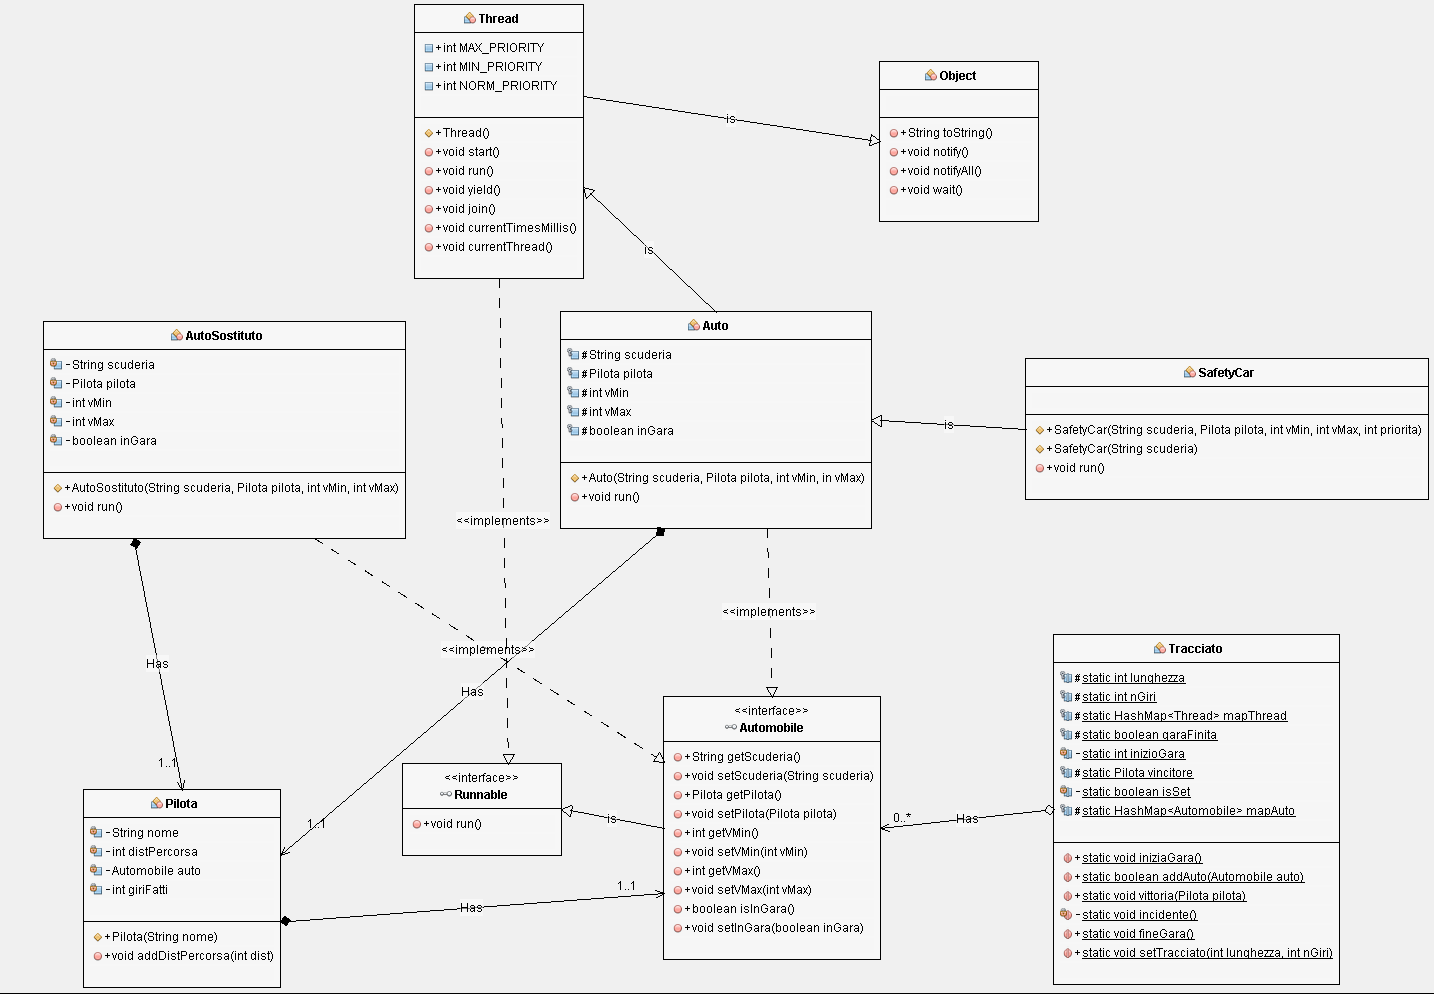 Thread
+int MAX_PRIORITY
+int MIN_PRIORITY
+int NORM_PRIORITY
+Thread()
+void start()
+void run()
+void yield()
+void join()
+void currentTimesMillis()
+void currentThread()
is
Object
+String toString()
+void notify()
+void notifyAll()
+void wait()
is
AutoSostituto
-String scuderia
-Pilota pilota
-int vMin
-int vMax
-boolean inGara
+AutoSostituto(String scuderia, Pilota pilota, int vMin, int vMax)
+void run()
Auto
#String scuderia
#Pilota pilota
#int vMin
#int vMax
#boolean inGara
+Auto(String scuderia, Pilota pilota, int vMin, in vMax)
+void run()
is
SafetyCar
+SafetyCar(String scuderia, Pilota pilota, int vMin, int vMax, int priorita)
+SafetyCar(String scuderia)
+void run()
<<implements>>
<<implements>>
<<implements>>
Has
Has
1..1
1..1
Pilota
-String nome
-int distPercorsa
-Automobile auto
-int giriFatti
+Pilota(String nome)
+void addDistPercorsa(int dist)
Has
1..1
<<interface>>
Runnable
+void run()
is
<<interface>>
Automobile
+String getScuderia()
+void setScuderia(String scuderia)
+Pilota getPilota()
+void setPilota(Pilota pilota)
+int getVMin()
+void setVMin(int vMin)
+int getVMax()
+void setVMax(int vMax)
+boolean isInGara()
+void setInGara(boolean inGara)
0..*
Has
Tracciato
#static int lunghezza
#static int nGiri
#static HashMap<Thread> mapThread
#static boolean garaFinita
-static int inizioGara
#static Pilota vincitore
-static boolean isSet
#static HashMap<Automobile> mapAuto
+static void iniziaGara()
+static boolean addAuto(Automobile auto)
+static void vittoria(Pilota pilota)
-static void incidente()
+static void fineGara()
+static void setTracciato(int lunghezza, int nGiri)